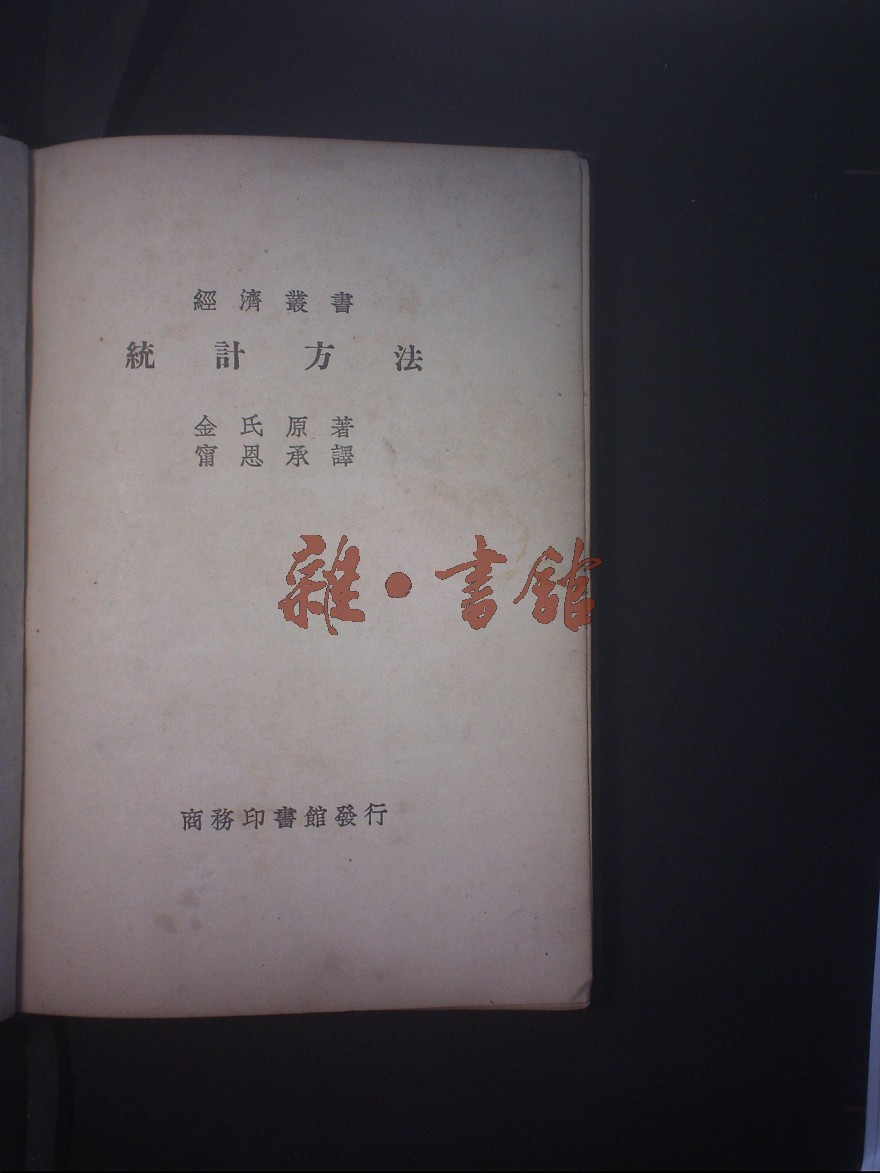 經濟叢書
統計方法
金氏原著
甯恩承譯
雜·書館
商務印書館發行